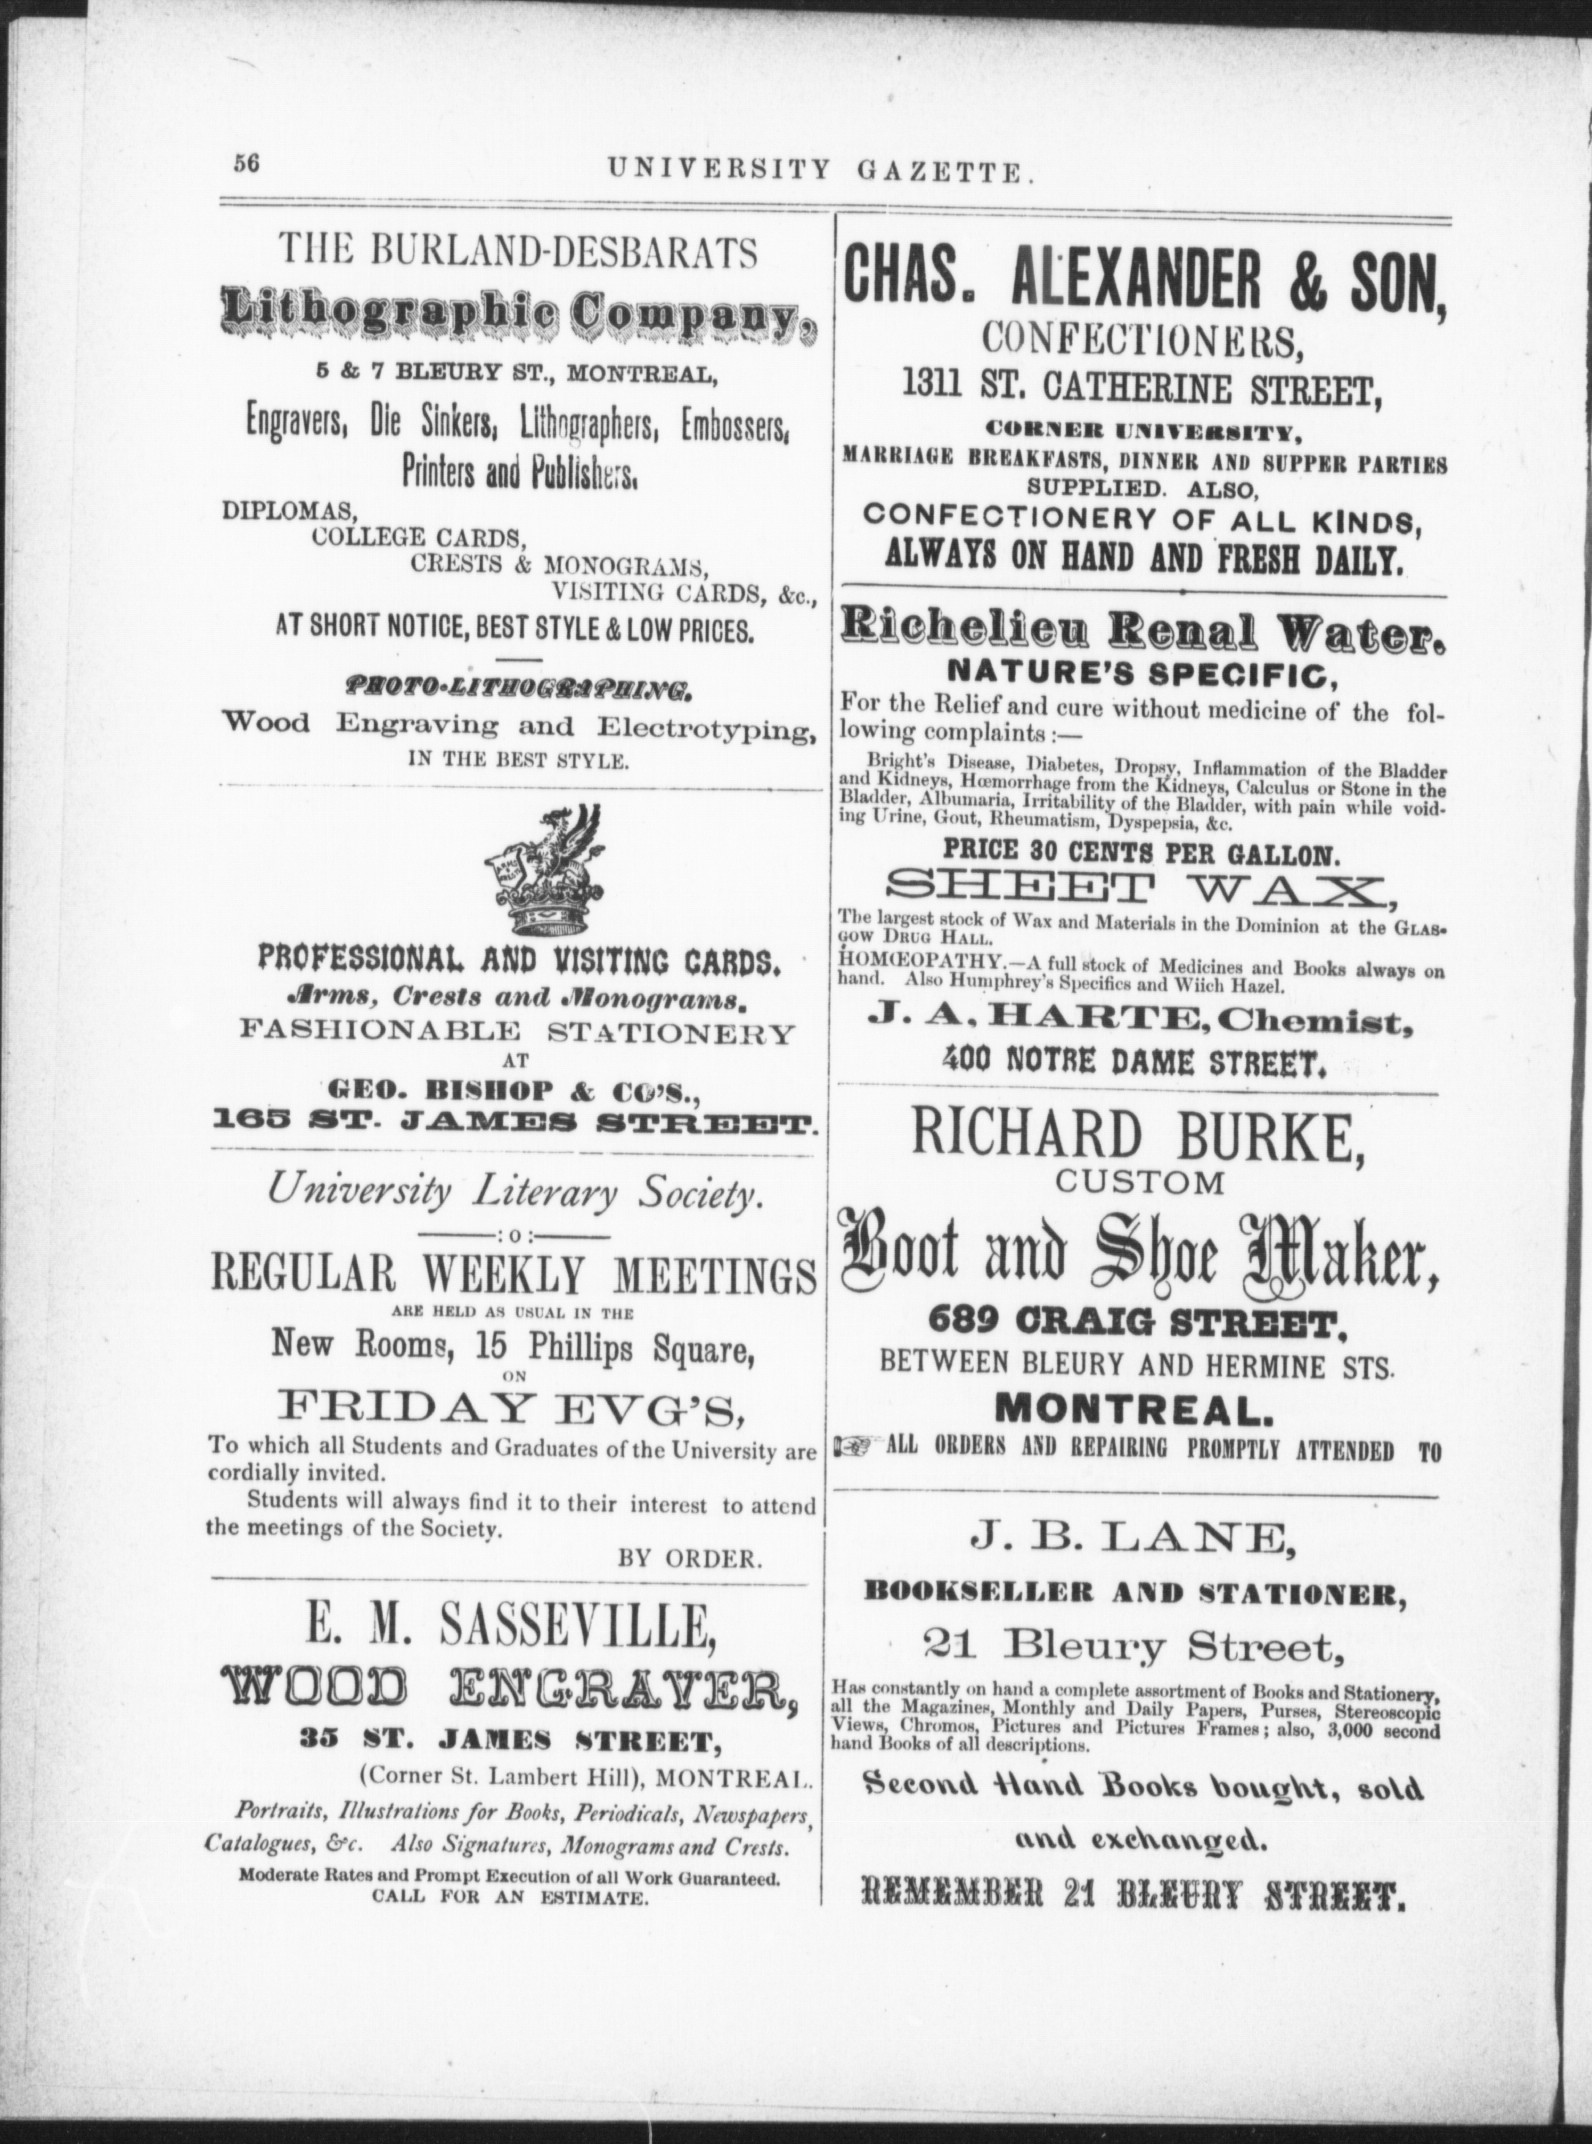 56
UNIVERSITY GAZETTE.
THE BURLAND-DESBARATS
Lithographic Company,
5 & 7 BLEURY ST., MONTREAL,
Engravers, Die Sinkers, Lithographers, Embossers,
Printers and Publishers.
DIPLOMAS,
COLLEGE CARDS,
CRESTS & MONOGRAMS,
VISITING CARDS, &c.,
AT SHORT NOTICE, BEST STYLE & LOW PRICES.
PHOTO-LITHOGRAPHING.
Wood Engraving and Electrotyping,
IN THE BEST STYLE.
PROFESSIONAL AND VISITING CARDS.
Arms, Crests and Monograms.
FASHIONABLE STATIONERY
AT
GEO. BISHOP & CO'S.,
165 ST. JAMES STREET.
University Literary Society.
:o:
REGULAR WEEKLY MEETINGS
ARE HELD AS USUAL IN THE
New Rooms, 15 Phillips Square,
ON
FRIDAY EVG'S,
To which all Students and Graduates of the University are
cordially invited.
Students will always find it to their interest to attend
the meetings of the Society.
BY ORDER.
E. M. SASSEVILLE,
WOOD ENGRAVER,
35 ST. JAMES STREET,
(Corner St. Lambert Hill), MONTREAL.
Portraits, Illustrations for Books, Periodicals, Newspapers,
Catalogues, &c. Also Signatures, Monograms and Crests.
Moderate Rates and Prompt Execution of all Work Guaranteed.
CALL FOR AN ESTIMATE.
CHAS. ALEXANDER & SON,
CONFECTIONERS,
1311 ST. CATHERINE STREET,
CORNER UNIVERSITY,
MARRIAGE BREAKFASTS, DINNER AND SUPPER PARTIES
SUPPLIED. ALSO,
CONFECTIONERY OF ALL KINDS,
ALWAYS ON HAND AND FRESH DAILY.
Richelieu Renal Water.
NATURE'S SPECIFIC,
For the Relief and cure without medicine of the fol-
lowing complaints :—
Bright's Disease, Diabetes, Dropsy, Inflammation of the Bladder
and Kidneys, Hœmorrhage from the Kidneys, Calculus or Stone in the
Bladder, Albumaria, Irritability of the Bladder, with pain while void-
ing Urine, Gout, Rheumatism, Dyspepsia, &c.
PRICE 30 CENTS PER GALLON.
SHEET WAX,
The largest stock of Wax and Materials in the Dominion at the GLAS-
GOW DRUG HALL.
HOMŒOPATHY.—A full stock of Medicines and Books always on
hand. Also Humphrey's Specifics and Wiich Hazel.
J. A. HARTE, Chemist,
400 NOTRE DAME STREET.
RICHARD BURKE,
CUSTOM
Boot and Shoe Maker,
689 CRAIG STREET,
BETWEEN BLEURY AND HERMINE STS.
MONTREAL.
☞ ALL ORDERS AND REPAIRING PROMPTLY ATTENDED TO
J. B. LANE,
BOOKSELLER AND STATIONER,
21 Bleury Street,
Has constantly on hand a complete assortment of Books and Stationery,
all the Magazines, Monthly and Daily Papers, Purses, Stereoscopic
Views, Chromos, Pictures and Pictures Frames; also, 3,000 second
hand Books of all descriptions.
Second Hand Books bought, sold
and exchanged.
REMEMBER 21 BLEURY STREET.